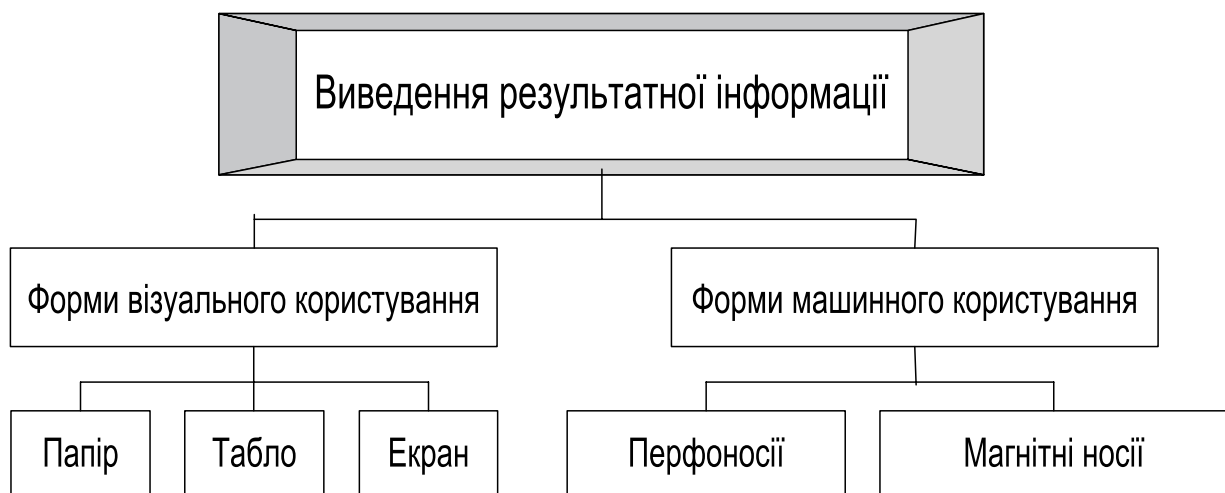 Виведення результатної інформації
Форми візуального користування
Форми машинного користування
Папір
Табло
Екран
Перфоносії
Магнітні носії